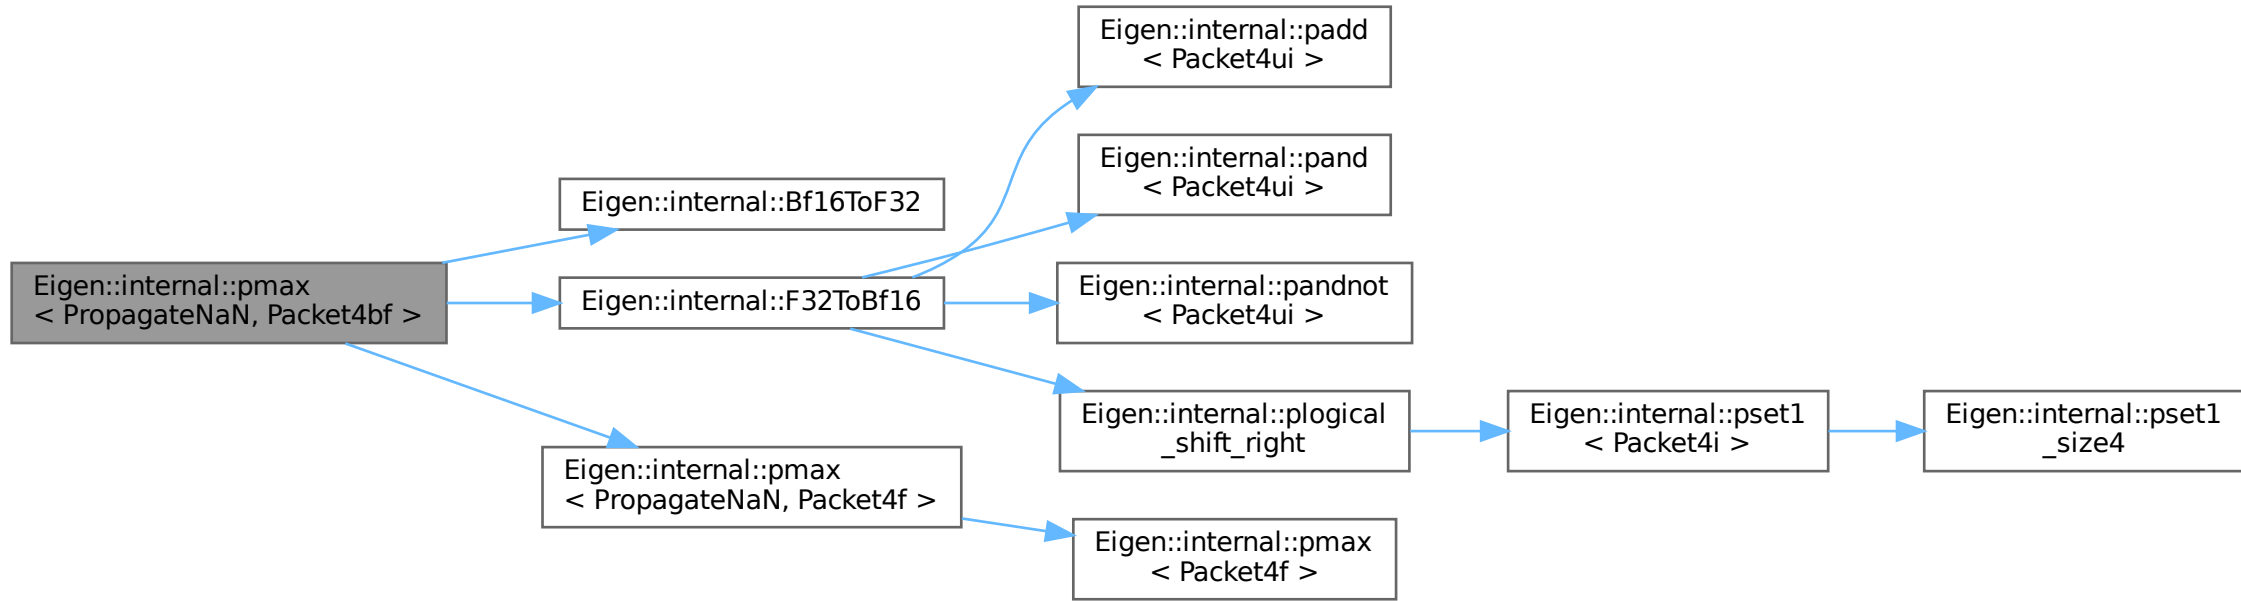 Eigen::internal::pmax
< PropagateNaN, Packet4bf >
Eigen::internal::Bf16ToF32
Eigen::internal::F32ToBf16
Eigen::internal::padd
< Packet4ui >
Eigen::internal::pand
< Packet4ui >
Eigen::internal::pandnot
< Packet4ui >
Eigen::internal::plogical
_shift_right
Eigen::internal::pset1
< Packet4i >
Eigen::internal::pset1
_size4
Eigen::internal::pmax
< PropagateNaN, Packet4f >
Eigen::internal::pmax
< Packet4f >